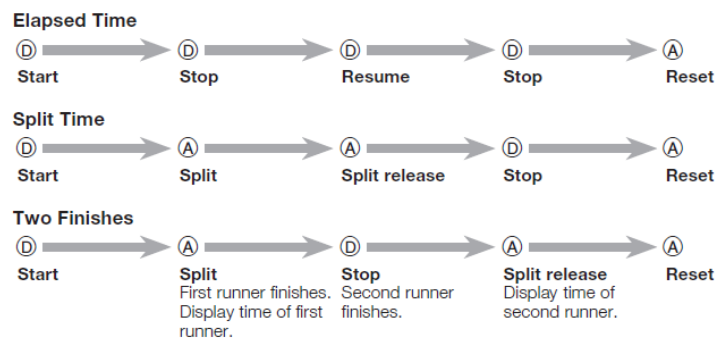 Elapsed Time
Ⓓ Ⓓ Ⓓ Ⓓ Ⓐ
Start Stop Resume Stop Reset
Split Time
Ⓓ Ⓐ Ⓐ Ⓓ Ⓐ
Start Split Split release Stop Reset
Two Finishes
Ⓓ Ⓐ Ⓓ Ⓐ Ⓐ
Start Split Stop Split release Reset
First runner finishes. Second runner Display time of
Display time of first finishes. second runner.
runner.